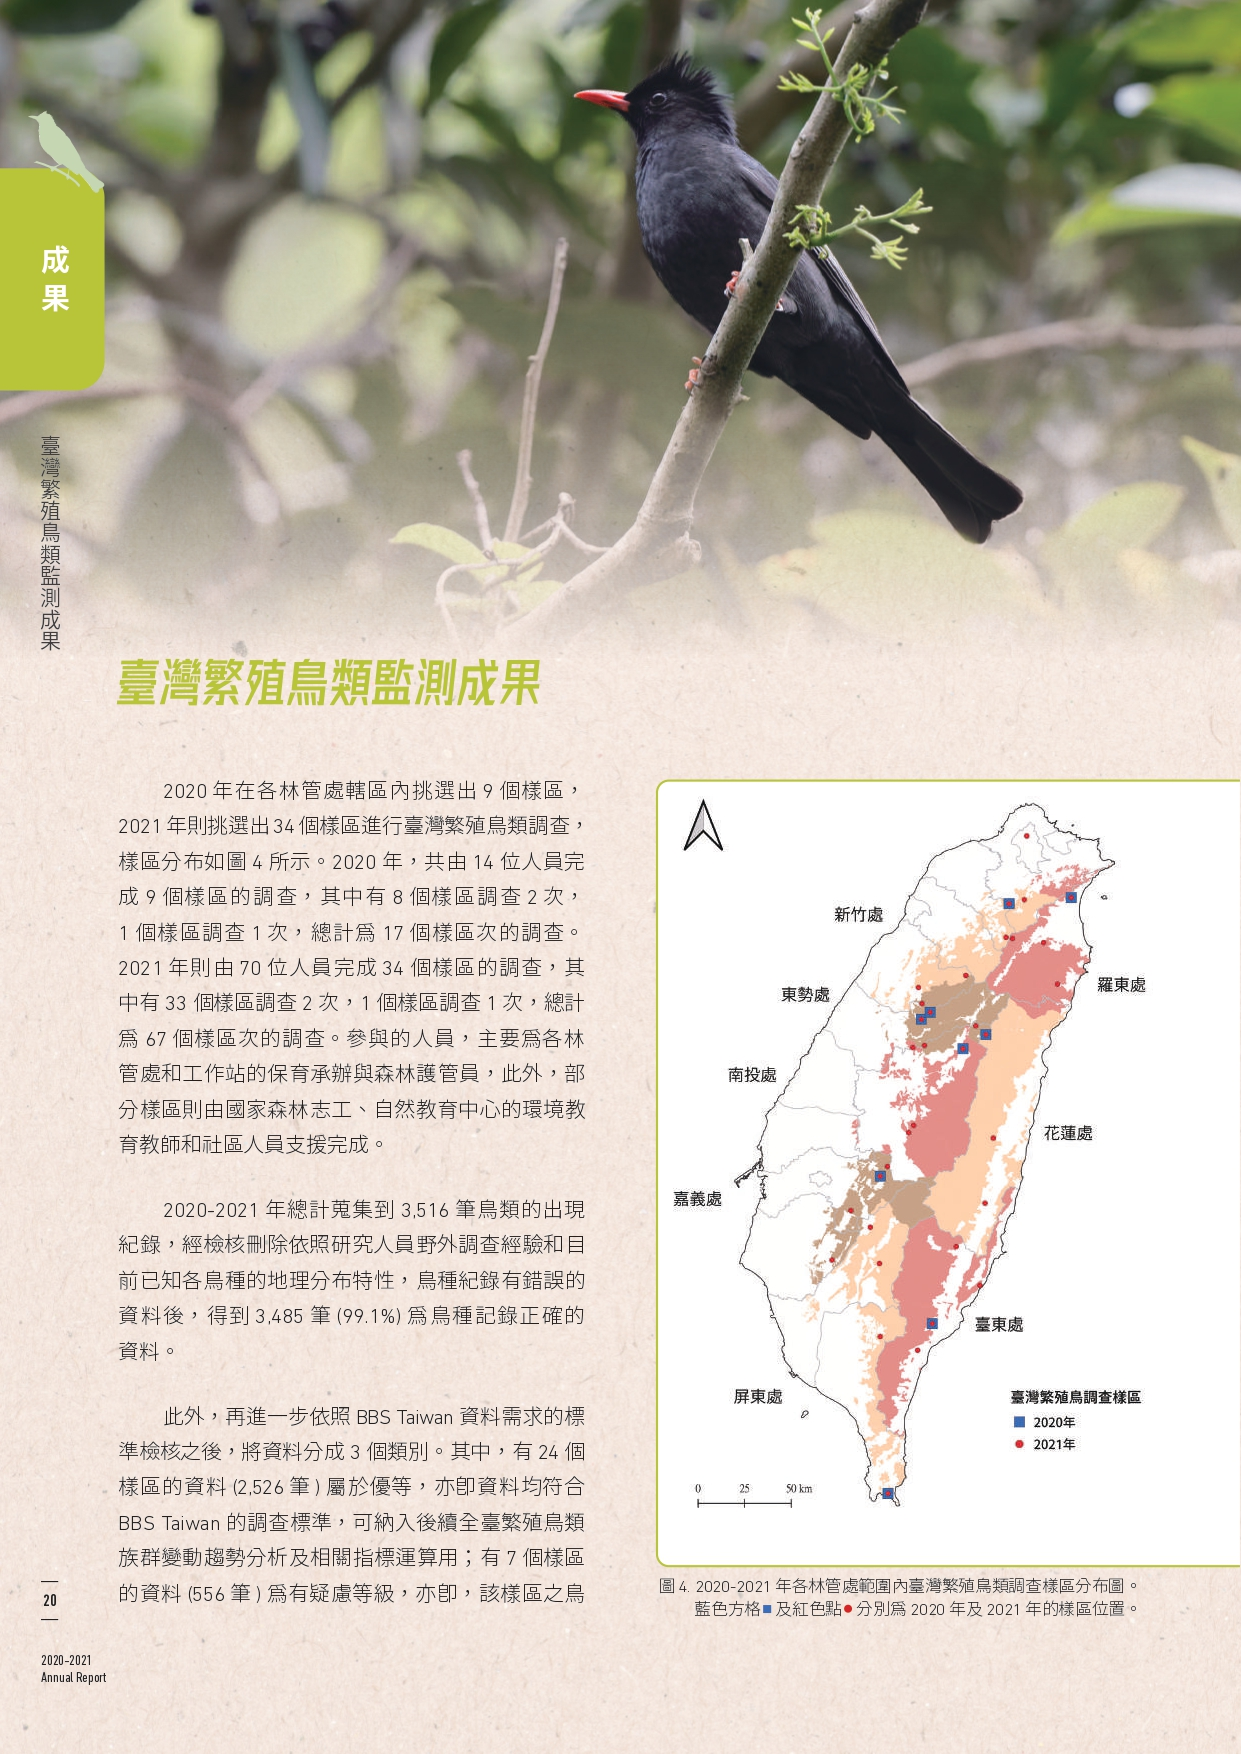 成果
臺灣繁殖鳥類監測成果
臺灣繁殖鳥類監測成果
2020 年在各林管處轄區內挑選出 9 個樣區，
2021 年則挑選出 34 個樣區進行臺灣繁殖鳥類調查，
樣區分布如圖 4 所示。2020 年，共由 14 位人員完
成 9 個樣區的調查，其中有 8 個樣區調查 2 次，
1 個樣區調查 1 次，總計為 17 個樣區次的調查。
2021 年則由 70 位人員完成 34 個樣區的調查，其
中有 33 個樣區調查 2 次，1 個樣區調查 1 次，總計
為 67 個樣區次的調查。參與的人員，主要為各林
管處和工作站的保育承辦與森林護管員，此外，部
分樣區則由國家森林志工、自然教育中心的環境教
育教師和社區人員支援完成。
2020-2021 年總計蒐集到 3,516 筆鳥類的出現
紀錄，經檢核刪除依照研究人員野外調查經驗和目
前已知各鳥種的地理分布特性，鳥種紀錄有錯誤的
資料後，得到 3,485 筆 (99.1%) 為鳥種記錄正確的
資料。
此外，再進一步依照 BBS Taiwan 資料需求的標
準檢核之後，將資料分成 3 個類別。其中，有 24 個
樣區的資料 (2,526 筆 ) 屬於優等，亦即資料均符合
BBS Taiwan 的調查標準，可納入後續全臺繁殖鳥類
族群變動趨勢分析及相關指標運算用；有 7 個樣區
的資料 (556 筆 ) 為有疑慮等級，亦即，該樣區之鳥
新竹處
羅東處
東勢處
南投處
花蓮處
嘉義處
臺東處
屏東處
臺灣繁殖鳥調查樣區
2020年
2021年
0 25 50 km
圖 4. 2020-2021 年各林管處範圍內臺灣繁殖鳥類調查樣區分布圖。
藍色方格■及紅色點●分別為 2020 年及 2021 年的樣區位置。
20
2020-2021
Annual Report